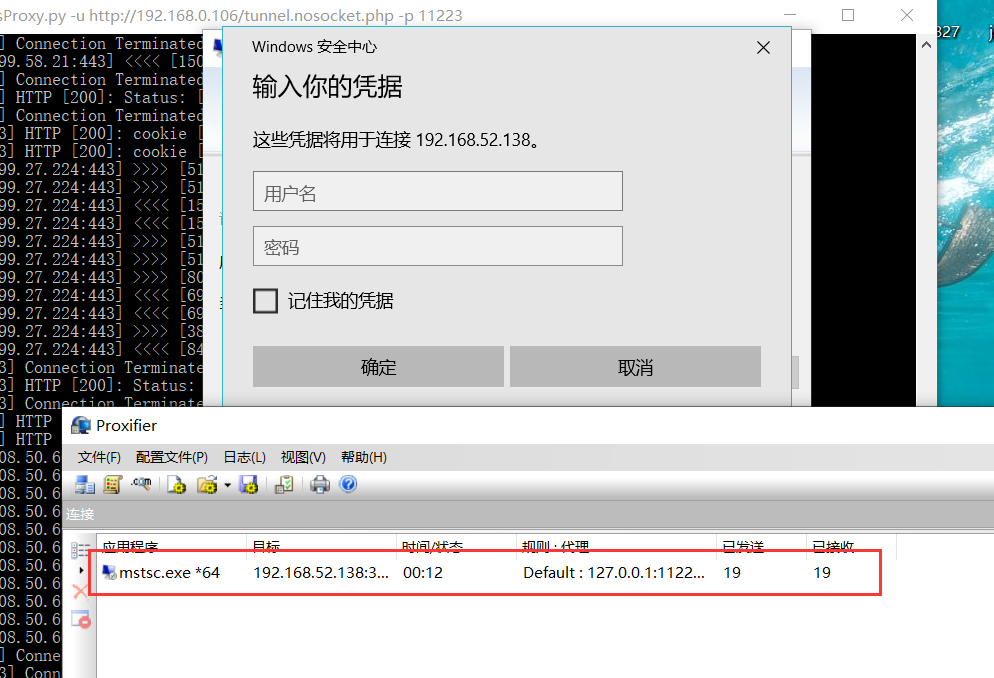 sProxy.py -u http://192.168.0.106/tunnel.nosocket.php -p 11223
327
] Connection Terminated
99.58.21:443] <<<< [150
] Connection Terminated
] HTTP [200]: Status: [
] Connection Terminated
3] HTTP [200]: cookie [
3] HTTP [200]: cookie [
99.27.224:443] >>>> [51
99.27.224:443] >>>> [51
99.27.224:443] <<<< [15
99.27.224:443] <<<< [15
99.27.224:443] >>>> [51
99.27.224:443] >>>> [51
99.27.224:443] >>>> [80
99.27.224:443] <<<< [69
99.27.224:443] <<<< [69
99.27.224:443] >>>> [38
99.27.224:443] <<<< [84
3] Connection Terminate
3] HTTP [200]: Status:
3] Connection Terminate
] HTTP
] HTTP
08.50.6
08.50.6
08.50.6
08.50.6
08.50.6
08.50.6
08.50.6
08.50.6
08.50.6
08.50.6
08.50.6
] Conne
3] Conn
Windows 安全中心
输入你的凭据
这些凭据将用于连接 192.168.52.138。
用户名
密码
记住我的凭据
确定 取消
Proxifier
文件(F) 配置文件(P) 日志(L) 视图(V) 帮助(H)
连接
应用程序 目标 时间/状态 规则 : 代理 已发送 已接收
mstsc.exe *64 192.168.52.138:3... 00:12 Default : 127.0.0.1:1122... 19 19